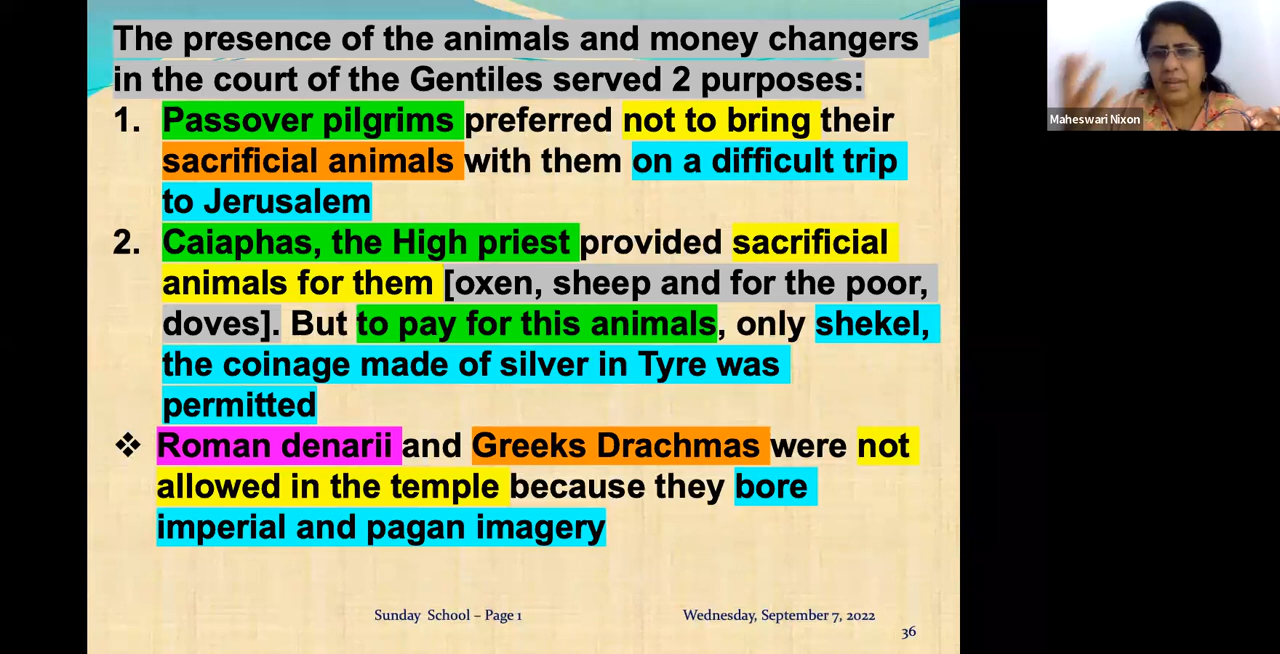 The presence of the animals and money changers
in the court of the Gentiles served 2 purposes:
1. Passover pilgrims preferred not to bring their
sacrificial animals with them on a difficult trip
to Jerusalem
2. Caiaphas, the High priest provided sacrificial
animals for them [oxen, sheep and for the poor,
doves]. But to pay for this animals, only shekel,
the coinage made of silver in Tyre was
permitted
❖ Roman denarii and Greeks Drachmas were not
allowed in the temple because they bore
imperial and pagan imagery
Sunday School – Page 1
Wednesday, September 7, 2022
36
Maheswari Nixon